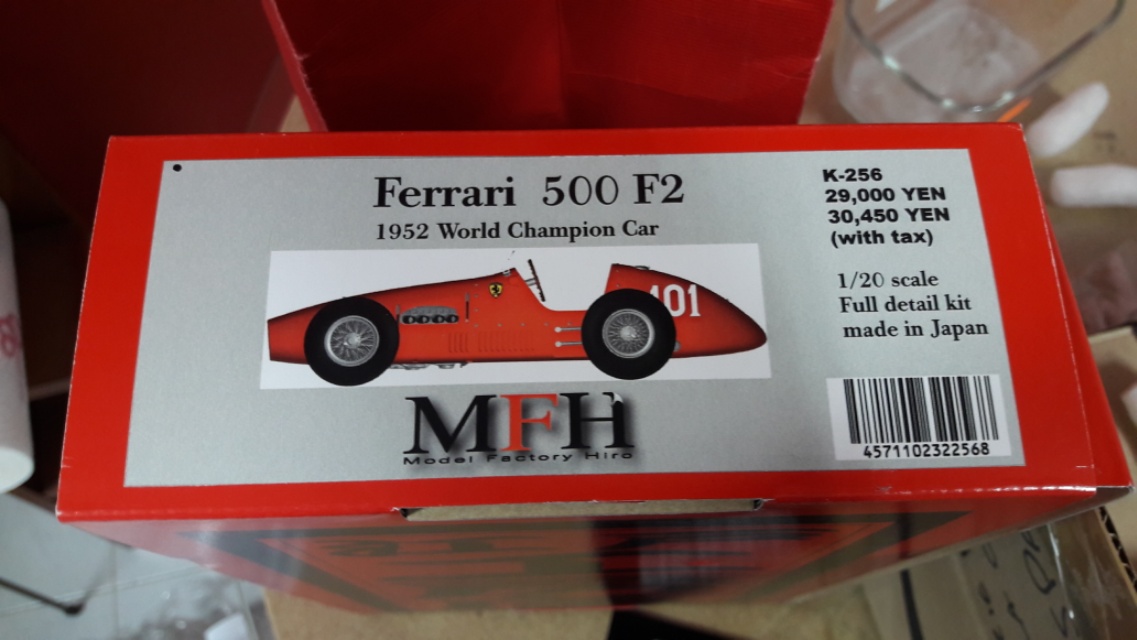 Ferrari 500 F2
1952 World Champion Car
K-256
29,000 YEN
30,450 YEN
(with tax)
1/20 scale
Full detail kit
made in Japan
101
MFH
Model Factory Hiro
4571102322568